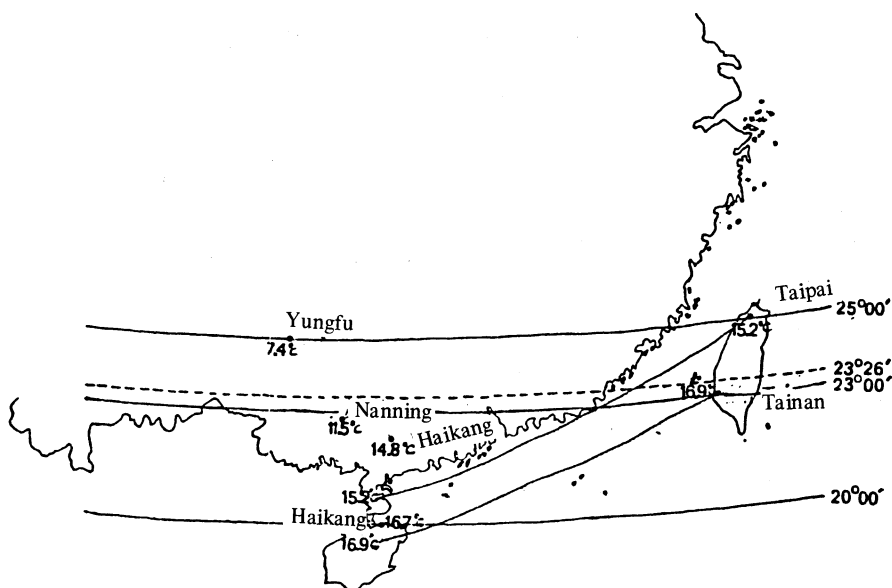 Taipai
25°00′
Yungfu
15.2°c
7.4°c
23°26′
23°00′
16.9°c
Tainan
Nanning
11.5°c
Haikang
14.8°c
15.2°c
20°00′
Haikang
16.7°c
16.9°c